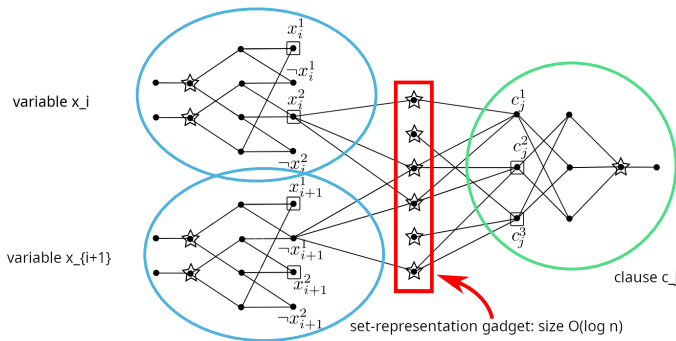 x_i^1
¬x_i^1
variable x_i
x_i^2
c_j^1
¬x_i^2
c_j^2
x_{i+1}^1
c_j^3
¬x_{i+1}^1
variable x_{i+1}
x_{i+1}^2
clause c_j
¬x_{i+1}^2
set-representation gadget: size O(log n)